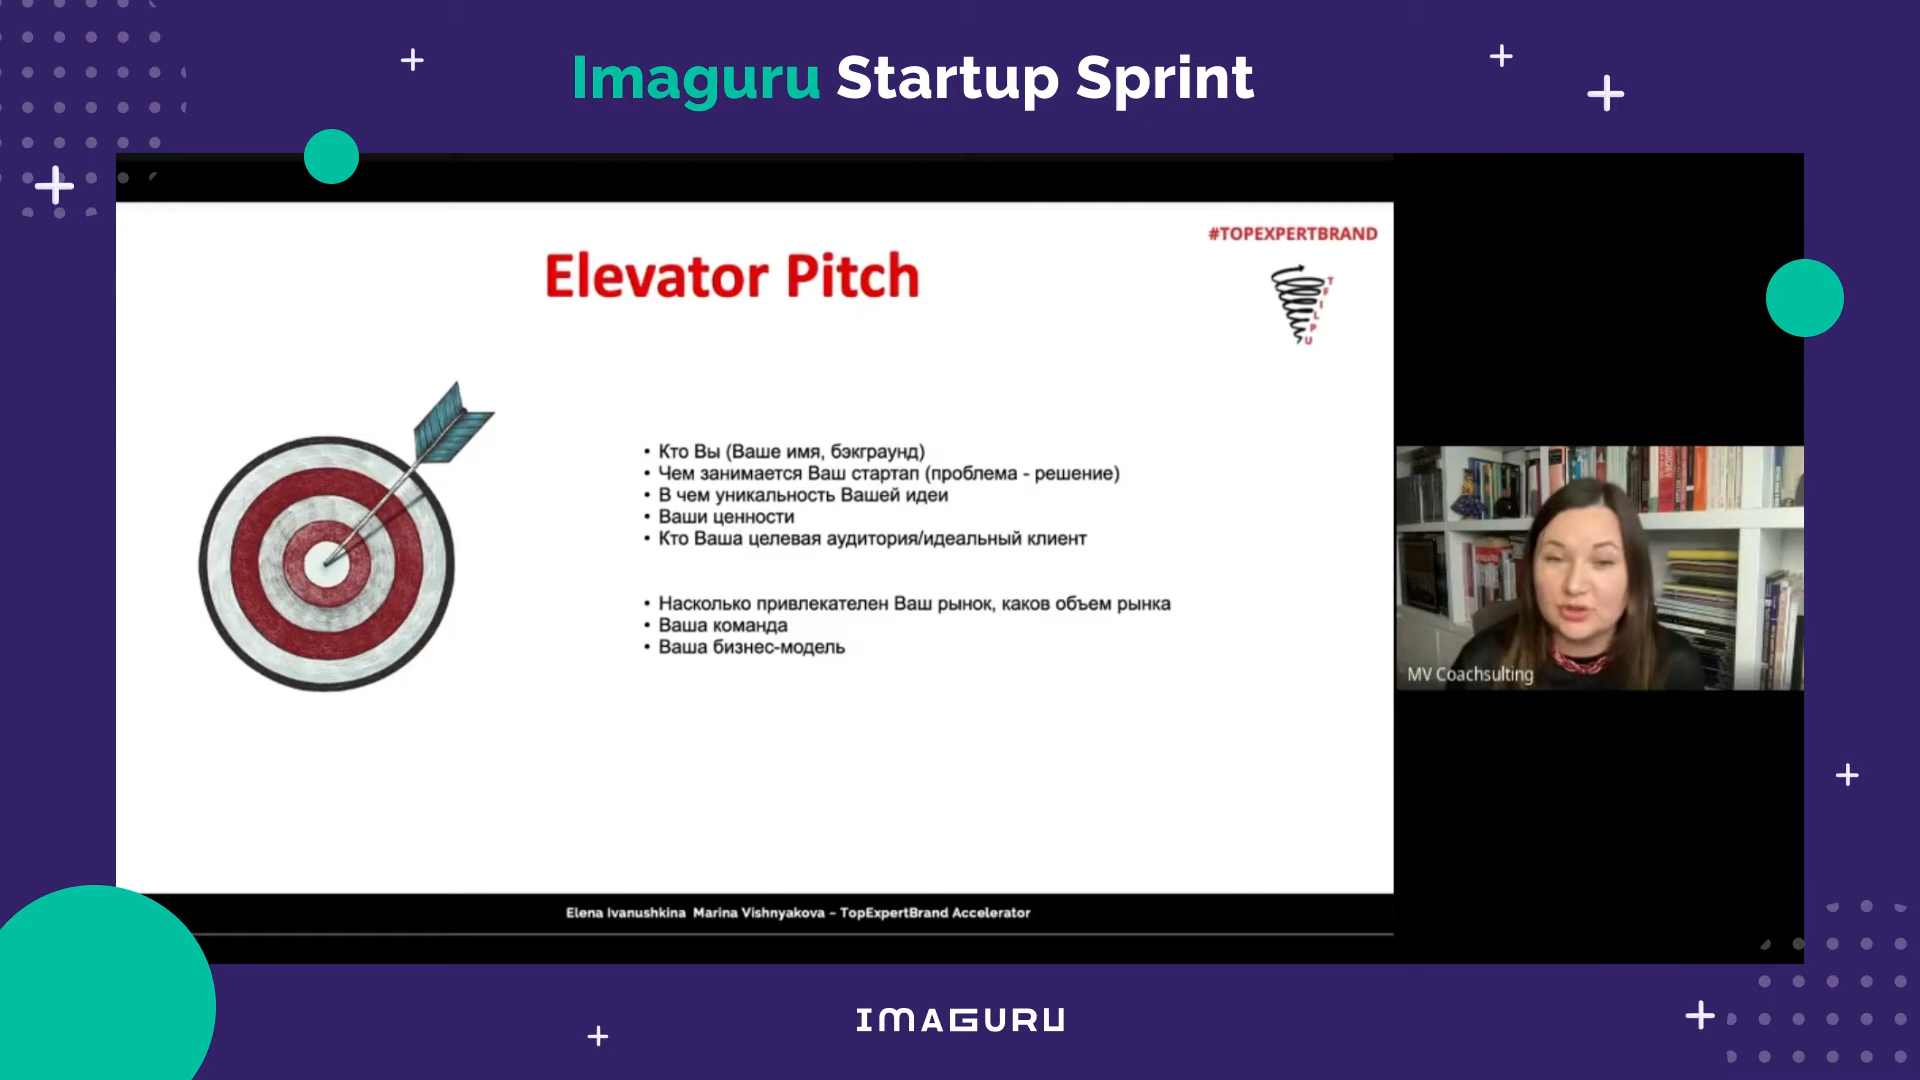 Imaguru Startup Sprint
#TOPEXPERTBRAND
Elevator Pitch
T
F
I
L
P
U
• Кто Вы (Ваше имя, бэкграунд)
• Чем занимается Ваш стартап (проблема - решение)
• В чем уникальность Вашей идеи
• Ваши ценности
• Кто Ваша целевая аудитория/идеальный клиент
• Насколько привлекателен Ваш рынок, каков объем рынка
• Ваша команда
• Ваша бизнес-модель
MV Coachsulting
Elena Ivanushkina Marina Vishnyakova – TopExpertBrand Accelerator
IMAGURU